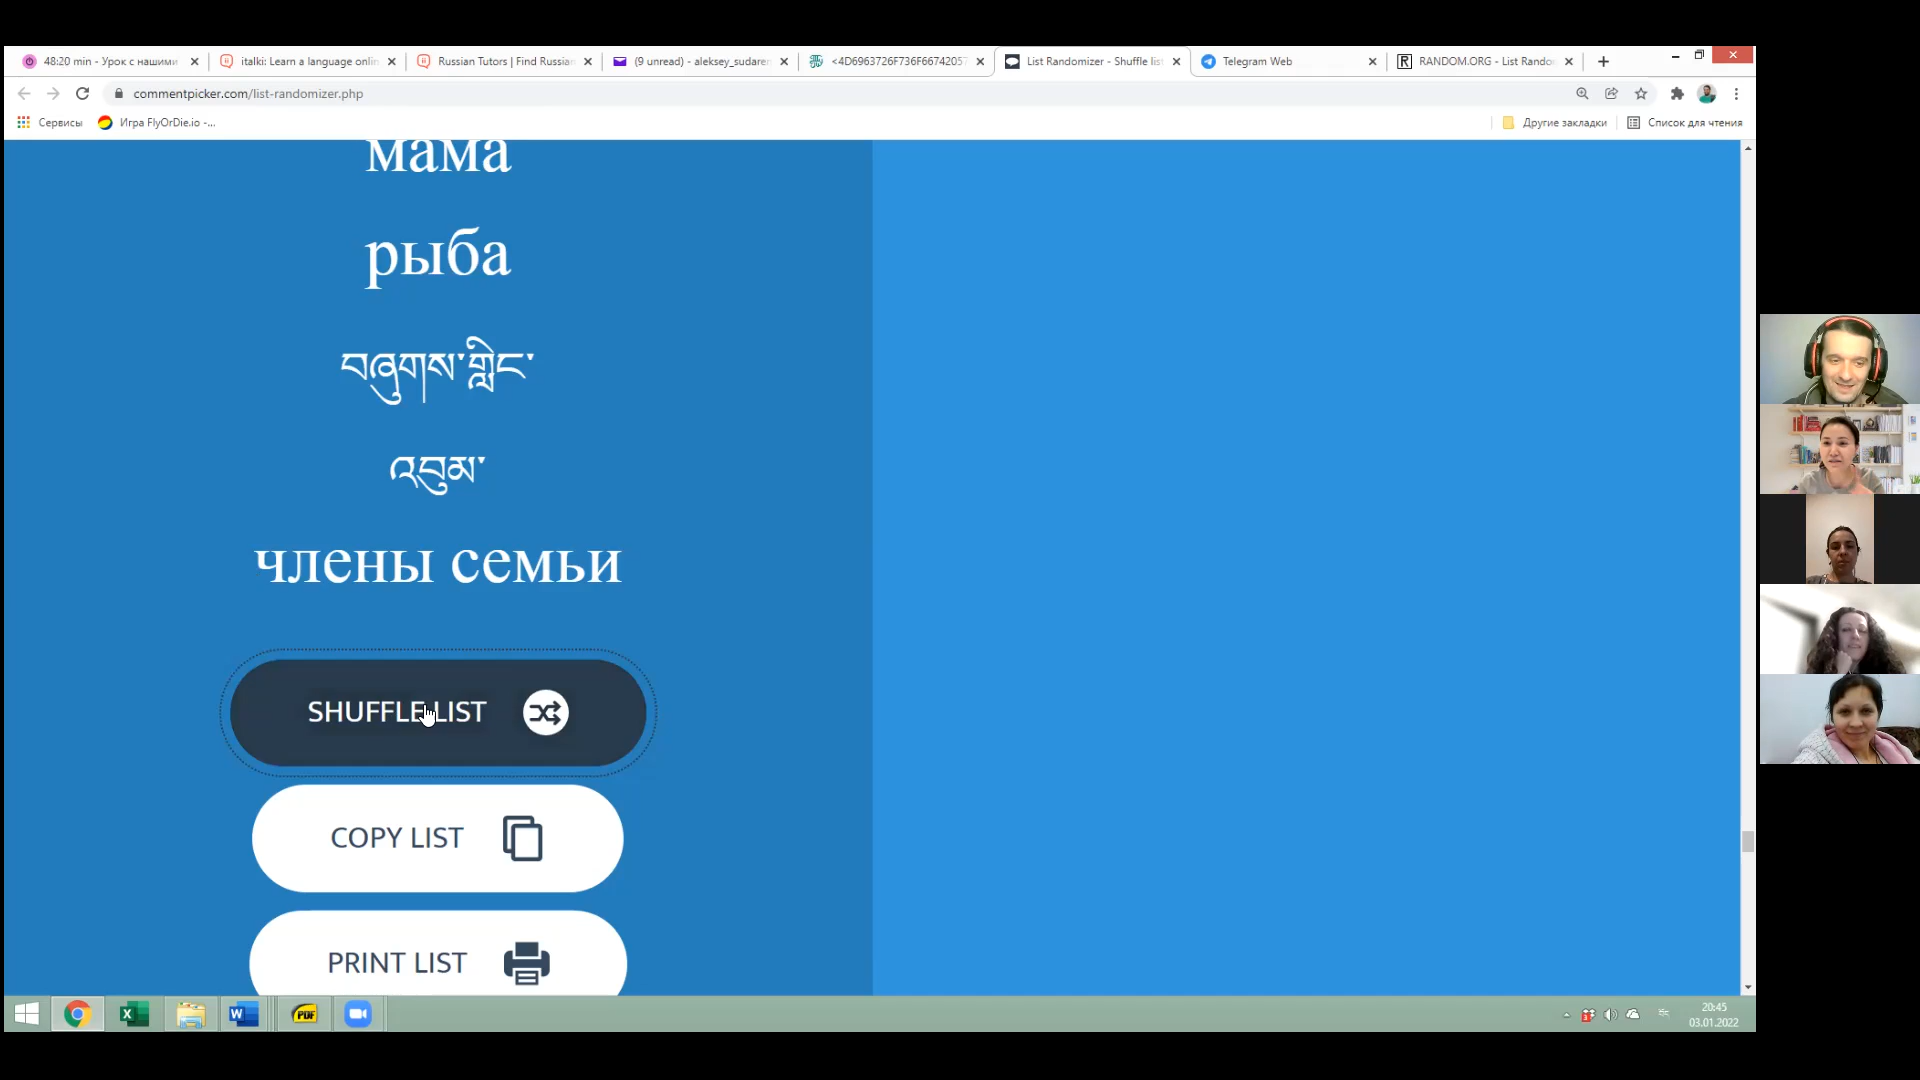 48:20 min - Урок с нашими
italki: Learn a language onlin
Russian Tutors | Find Russia
(9 unread) - aleksey_sudare
<4D6963726F736F66742057
List Randomizer - Shuffle lis
Telegram Web
RANDOM.ORG - List Rando
commentpicker.com/list-randomizer.php
Сервисы
Игра FlyOrDie.io -...
Другие закладки
Список для чтения
мама
рыба
བཞུགས་གླིང་
འབུམ་
члены семьи
SHUFFLE LIST
COPY LIST
PRINT LIST
PDF
20:45
03.01.2022